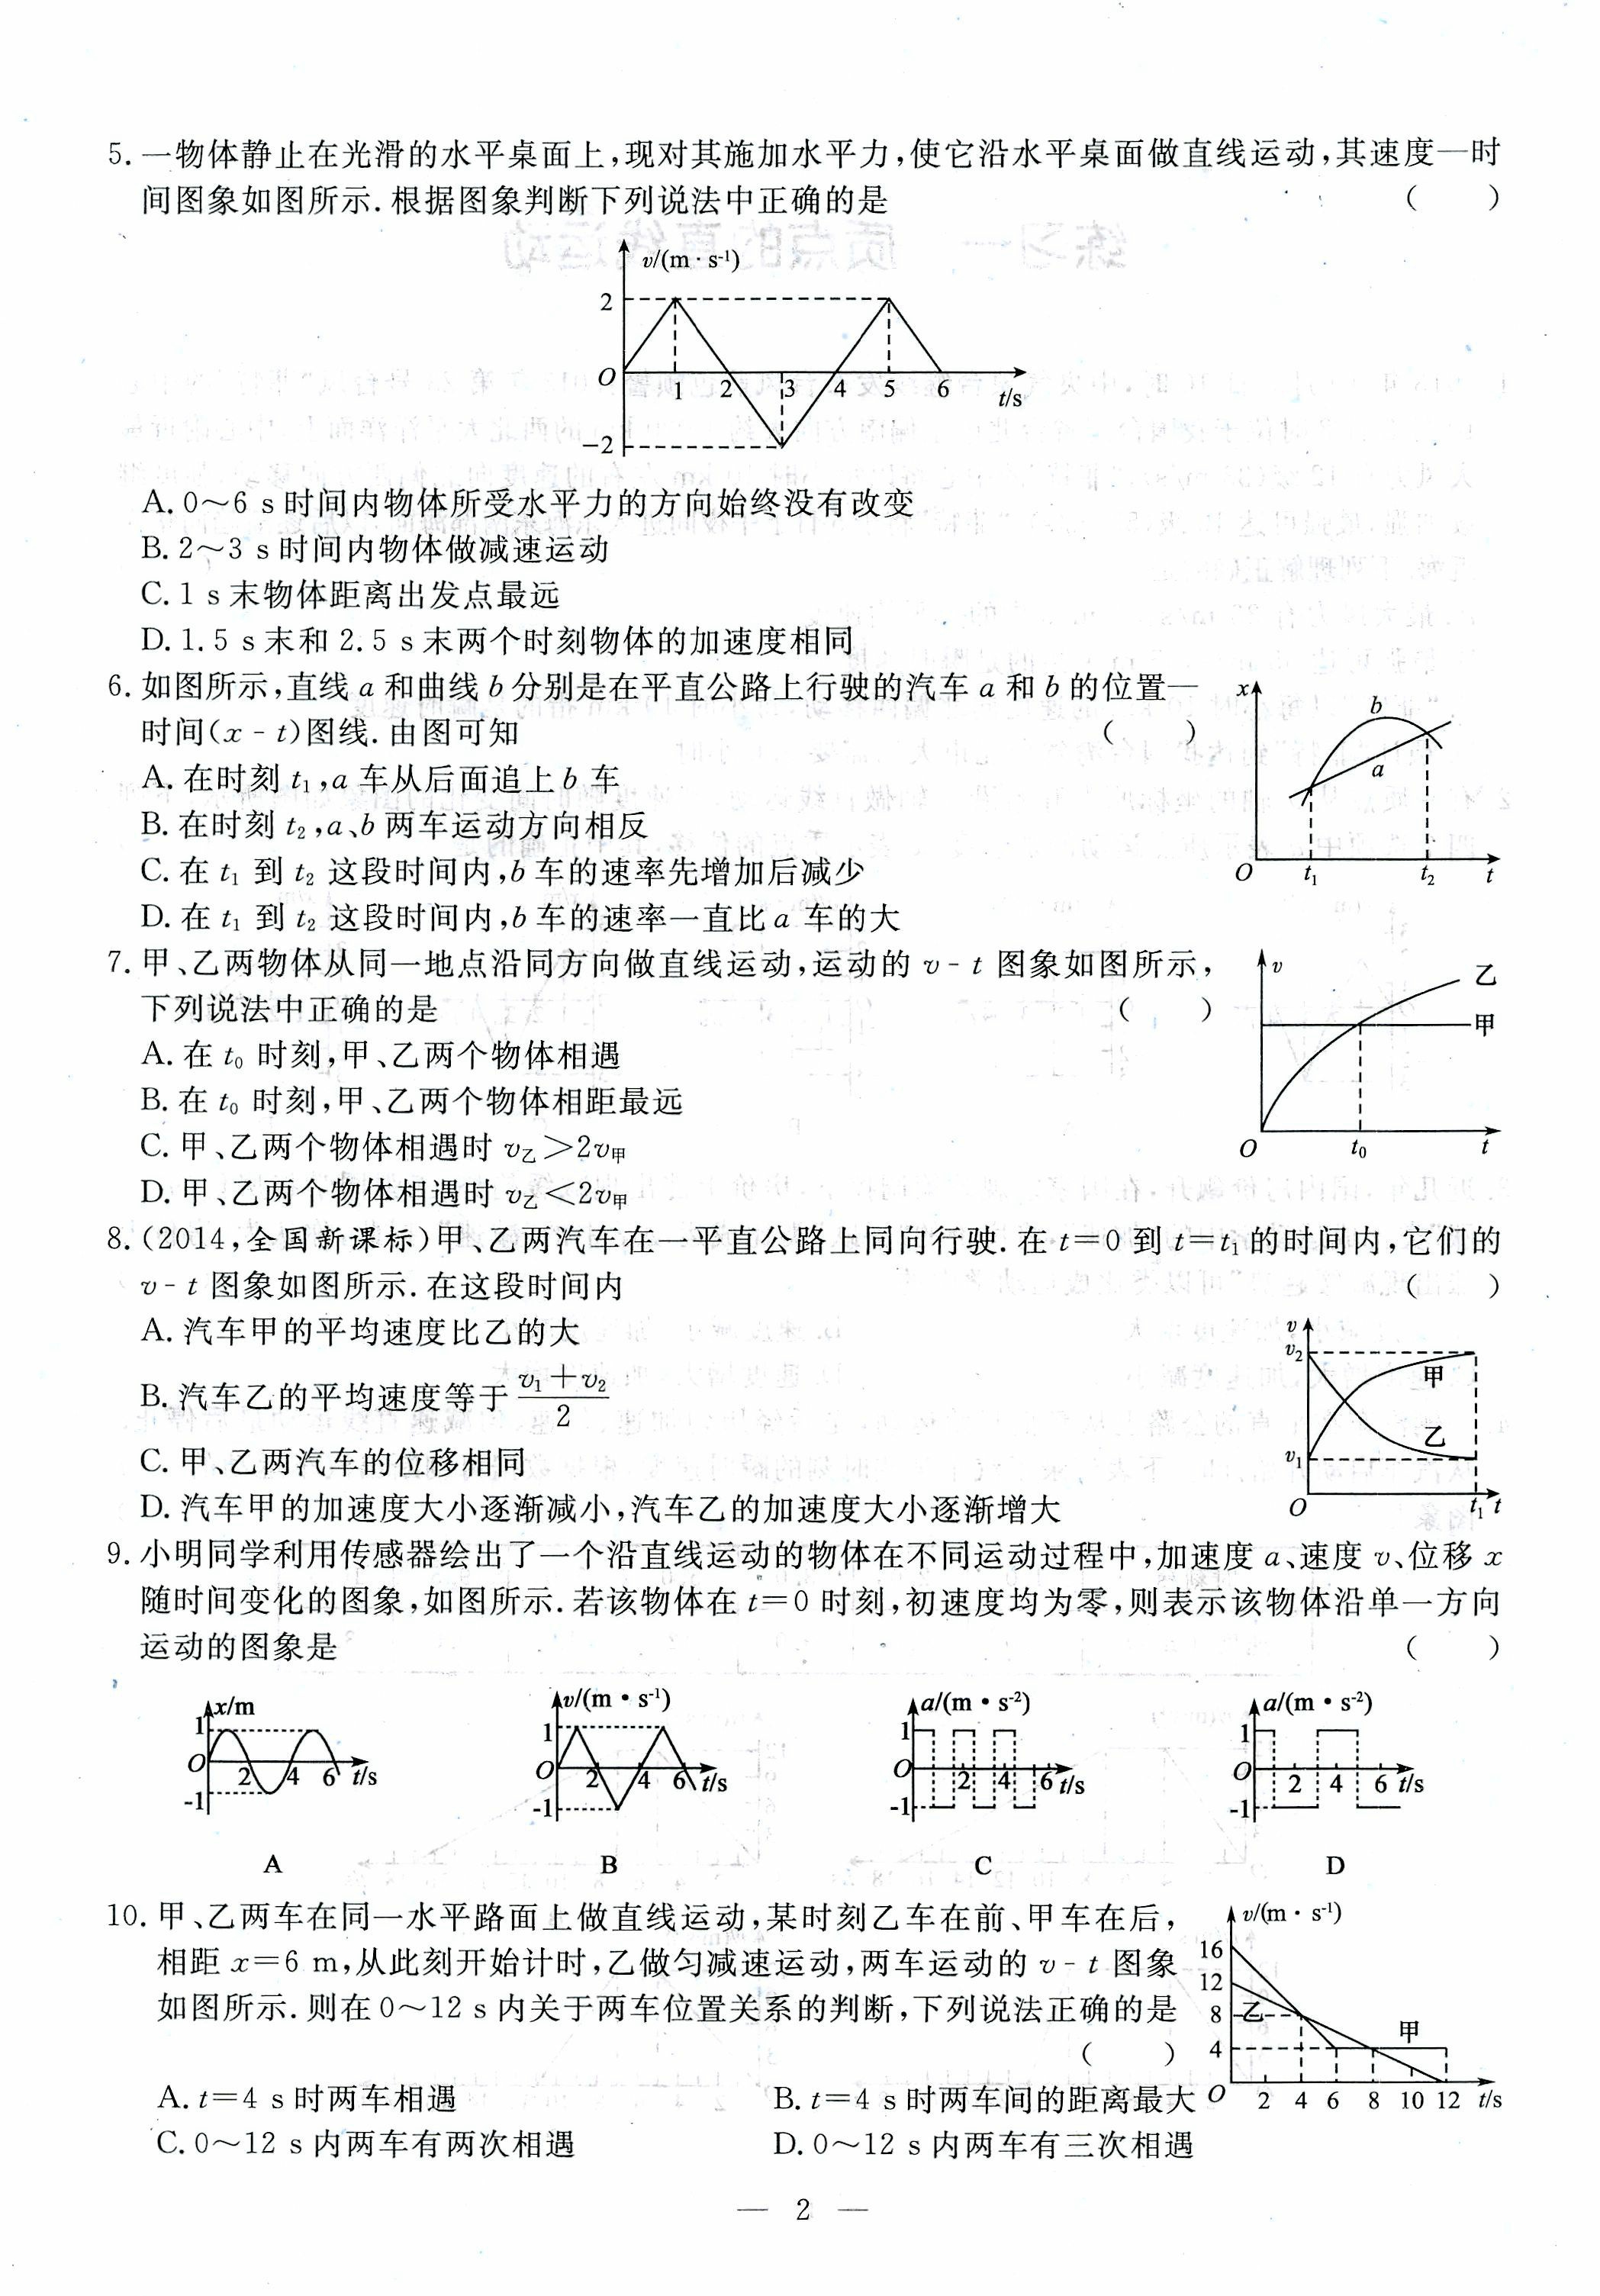 5. 一物体静止在光滑的水平桌面上,现对其施加水平力,使它沿水平桌面做直线运动,其速度—时
间图象如图所示. 根据图象判断下列说法中正确的是 ( )
v/(m · s⁻¹)
2
O 1 2 3 4 5 6 t/s
−2
A. 0～6 s 时间内物体所受水平力的方向始终没有改变
B. 2～3 s 时间内物体做减速运动
C. 1 s 末物体距离出发点最远
D. 1.5 s 末和 2.5 s 末两个时刻物体的加速度相同
6. 如图所示,直线 a 和曲线 b 分别是在平直公路上行驶的汽车 a 和 b 的位置—
时间(x - t)图线. 由图可知 ( )
A. 在时刻 t₁,a 车从后面追上 b 车
B. 在时刻 t₂,a、b 两车运动方向相反
C. 在 t₁ 到 t₂ 这段时间内,b 车的速率先增加后减少
D. 在 t₁ 到 t₂ 这段时间内,b 车的速率一直比 a 车的大
x
b
a
O t₁ t₂ t
7. 甲、乙两物体从同一地点沿同方向做直线运动,运动的 v - t 图象如图所示,
下列说法中正确的是 ( )
A. 在 t₀ 时刻,甲、乙两个物体相遇
B. 在 t₀ 时刻,甲、乙两个物体相距最远
C. 甲、乙两个物体相遇时 v乙>2v甲
D. 甲、乙两个物体相遇时 v乙<2v甲
v
乙
甲
O t₀ t
8. (2014,全国新课标)甲、乙两汽车在一平直公路上同向行驶. 在 t=0 到 t=t₁ 的时间内,它们的
v - t 图象如图所示. 在这段时间内 ( )
A. 汽车甲的平均速度比乙的大
B. 汽车乙的平均速度等于 (v₁+v₂)/2
C. 甲、乙两汽车的位移相同
D. 汽车甲的加速度大小逐渐减小,汽车乙的加速度大小逐渐增大
v
v₂
甲
乙
v₁
O t₁ t
9. 小明同学利用传感器绘出了一个沿直线运动的物体在不同运动过程中,加速度 a、速度 v、位移 x
随时间变化的图象,如图所示. 若该物体在 t=0 时刻,初速度均为零,则表示该物体沿单一方向
运动的图象是 ( )
x/m
1
O 2 4 6 t/s
-1
A
v/(m · s⁻¹)
1
O 2 4 6 t/s
-1
B
a/(m · s⁻²)
1
O 2 4 6 t/s
-1
C
a/(m · s⁻²)
1
O 2 4 6 t/s
-1
D
10. 甲、乙两车在同一水平路面上做直线运动,某时刻乙车在前、甲车在后,
相距 x=6 m,从此刻开始计时,乙做匀减速运动,两车运动的 v - t 图象
如图所示. 则在 0～12 s 内关于两车位置关系的判断,下列说法正确的是
( )
A. t=4 s 时两车相遇 B. t=4 s 时两车间的距离最大
C. 0～12 s 内两车有两次相遇 D. 0～12 s 内两车有三次相遇
v/(m · s⁻¹)
16
12
8 乙
甲
4
O 2 4 6 8 10 12 t/s
— 2 —